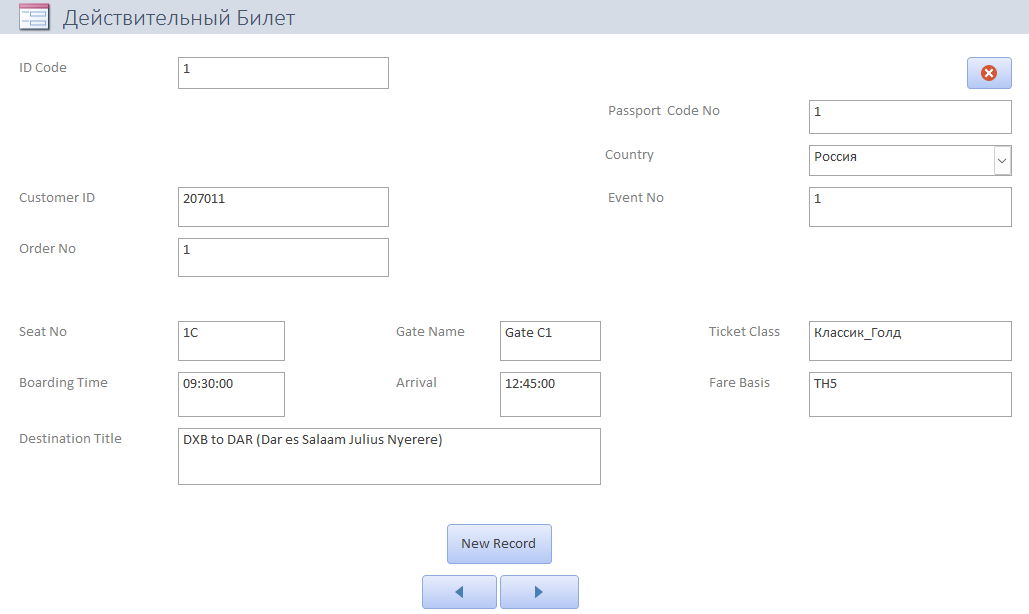 Действительный Билет
ID Code 1
Passport Code No 1
Country Россия
Customer ID 207011 Event No 1
Order No 1
Seat No 1C Gate Name Gate C1 Ticket Class Классик_Голд
Boarding Time 09:30:00 Arrival 12:45:00 Fare Basis TH5
Destination Title DXB to DAR (Dar es Salaam Julius Nyerere)
New Record